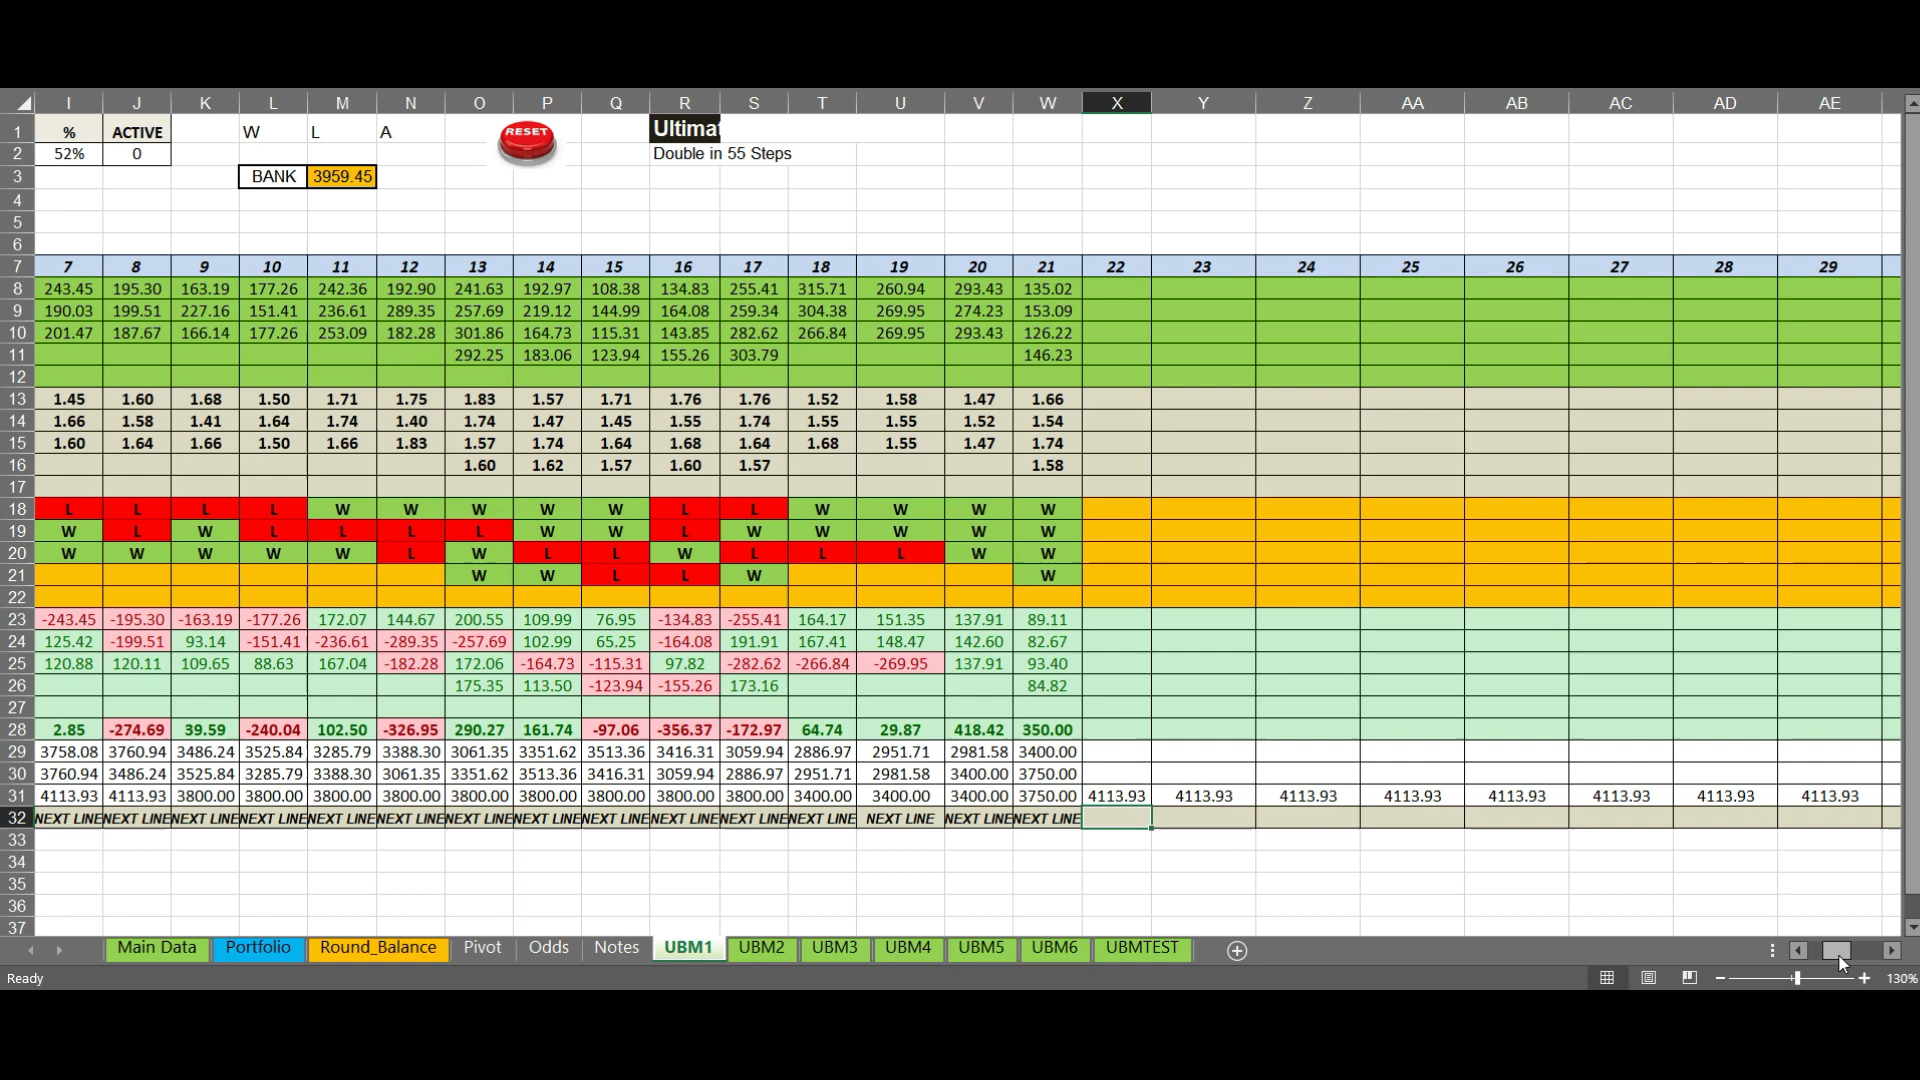 I J K L M N O P Q R S T U V W X Y Z AA AB AC AD AE
1 % ACTIVE W L A RESET Ultimat
2 52% 0 Double in 55 Steps
3 BANK 3959.45
4
5
6
7 7 8 9 10 11 12 13 14 15 16 17 18 19 20 21 22 23 24 25 26 27 28 29
8 243.45 195.30 163.19 177.26 242.36 192.90 241.63 192.97 108.38 134.83 255.41 315.71 260.94 293.43 135.02
9 190.03 199.51 227.16 151.41 236.61 289.35 257.69 219.12 144.99 164.08 259.34 304.38 269.95 274.23 153.09
10 201.47 187.67 166.14 177.26 253.09 182.28 301.86 164.73 115.31 143.85 282.62 266.84 269.95 293.43 126.22
11 292.25 183.06 123.94 155.26 303.79 146.23
12
13 1.45 1.60 1.68 1.50 1.71 1.75 1.83 1.57 1.71 1.76 1.76 1.52 1.58 1.47 1.66
14 1.66 1.58 1.41 1.64 1.74 1.40 1.74 1.47 1.45 1.55 1.74 1.55 1.55 1.52 1.54
15 1.60 1.64 1.66 1.50 1.66 1.83 1.57 1.74 1.64 1.68 1.64 1.68 1.55 1.47 1.74
16 1.60 1.62 1.57 1.60 1.57 1.58
17
18 L L L L W W W W W L L W W W W
19 W L W L L L L W W L W W W W W
20 W W W W W L W L L W L L L W W
21 W W L L W W
22
23 -243.45 -195.30 -163.19 -177.26 172.07 144.67 200.55 109.99 76.95 -134.83 -255.41 164.17 151.35 137.91 89.11
24 125.42 -199.51 93.14 -151.41 -236.61 -289.35 -257.69 102.99 65.25 -164.08 191.91 167.41 148.47 142.60 82.67
25 120.88 120.11 109.65 88.63 167.04 -182.28 172.06 -164.73 -115.31 97.82 -282.62 -266.84 -269.95 137.91 93.40
26 175.35 113.50 -123.94 -155.26 173.16 84.82
27
28 2.85 -274.69 39.59 -240.04 102.50 -326.95 290.27 161.74 -97.06 -356.37 -172.97 64.74 29.87 418.42 350.00
29 3758.08 3760.94 3486.24 3525.84 3285.79 3388.30 3061.35 3351.62 3513.36 3416.31 3059.94 2886.97 2951.71 2981.58 3400.00
30 3760.94 3486.24 3525.84 3285.79 3388.30 3061.35 3351.62 3513.36 3416.31 3059.94 2886.97 2951.71 2981.58 3400.00 3750.00
31 4113.93 4113.93 3800.00 3800.00 3800.00 3800.00 3800.00 3800.00 3800.00 3800.00 3800.00 3400.00 3400.00 3400.00 3750.00 4113.93 4113.93 4113.93 4113.93 4113.93 4113.93 4113.93 4113.93
32 NEXT LINE NEXT LINE NEXT LINE NEXT LINE NEXT LINE NEXT LINE NEXT LINE NEXT LINE NEXT LINE NEXT LINE NEXT LINE NEXT LINE NEXT LINE NEXT LINE NEXT LINE
33
34
35
36
37
Main Data Portfolio Round_Balance Pivot Odds Notes UBM1 UBM2 UBM3 UBM4 UBM5 UBM6 UBMTEST
Ready 130%